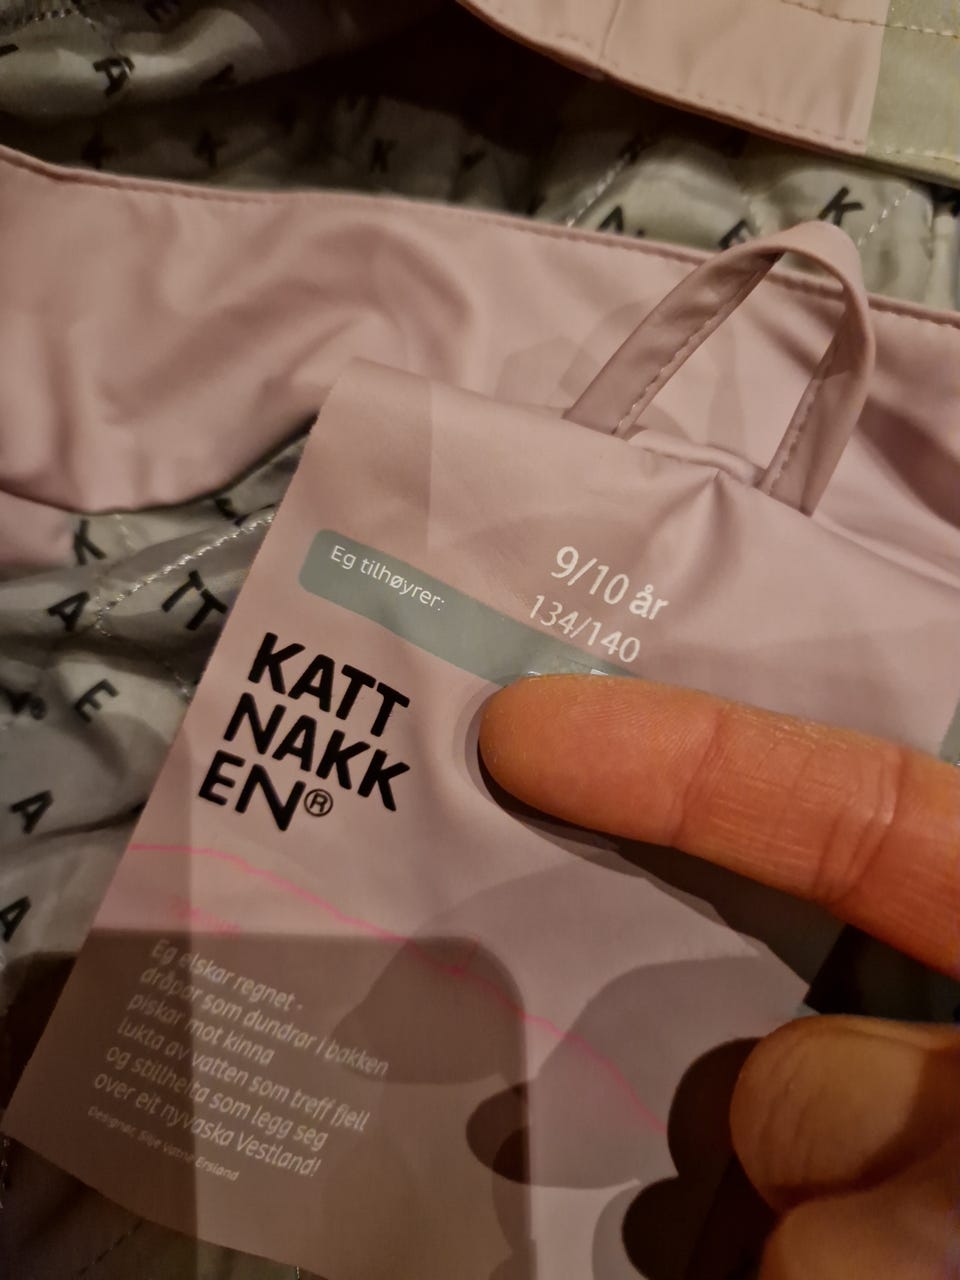 Eg tilhøyrer:
9/10 år
134/140
KATT
NAKK
EN®
Eg elskar regnet -
dråpar som dundrar i bakken
piskar mot kinna
lukta av vatten som treff fjell
og stillheita som legg seg
over eit nyvaska Vestland!
Designer, Silje Vatne Ersland